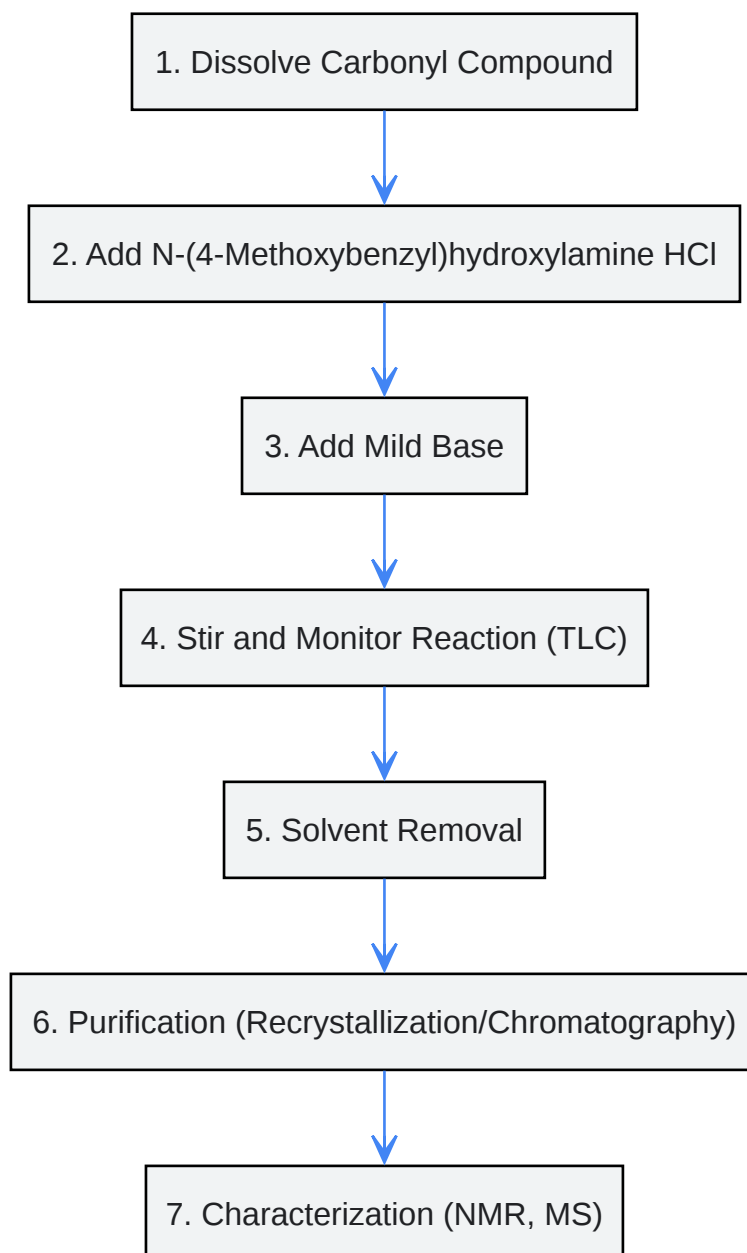 1. Dissolve Carbonyl Compound
2. Add N-(4-Methoxybenzyl)hydroxylamine HCl
3. Add Mild Base
4. Stir and Monitor Reaction (TLC)
5. Solvent Removal
6. Purification (Recrystallization/Chromatography)
7. Characterization (NMR, MS)